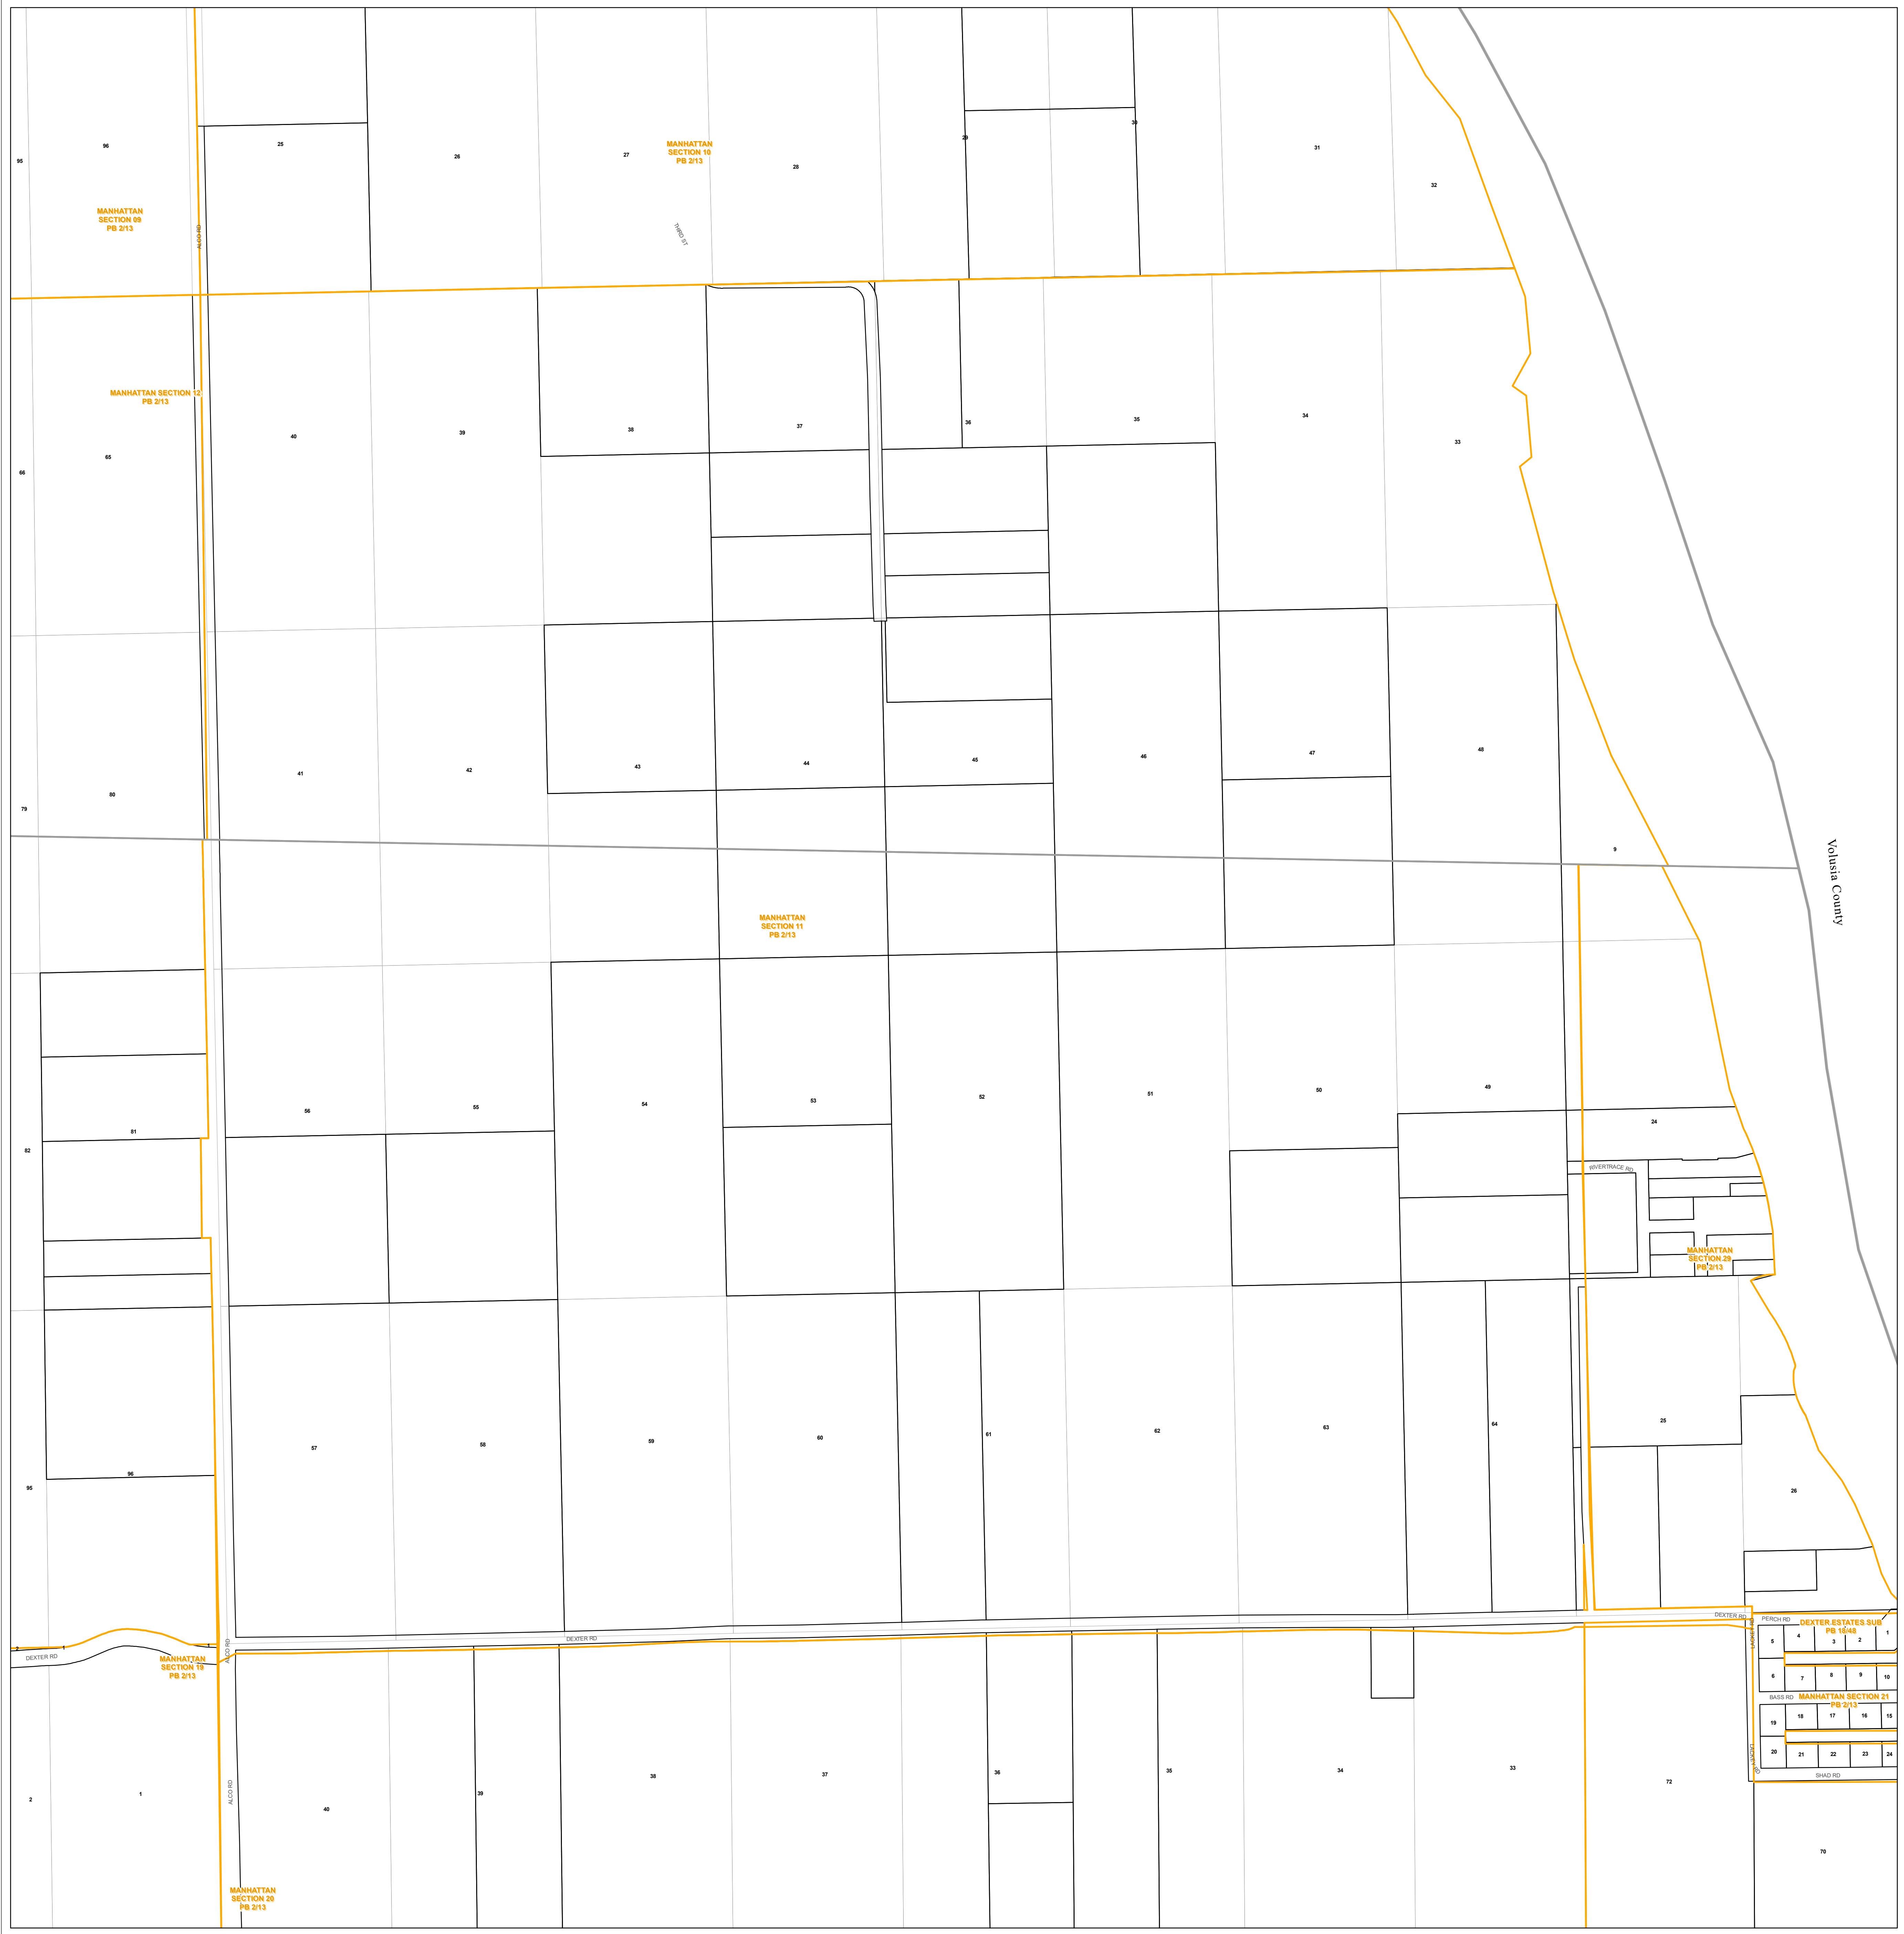 95
96
25
26
27
MANHATTAN
SECTION 10
PB 2/13
28
29
30
31
32
MANHATTAN
SECTION 09
PB 2/13
ALCO RD
THIRD ST
MANHATTAN SECTION 12
PB 2/13
66
65
40
39
38
37
36
35
34
33
79
80
41
42
43
44
45
46
47
48
9
Volusia County
MANHATTAN
SECTION 11
PB 2/13
82
81
56
55
54
53
52
51
50
49
24
RIVERTRACE RD
MANHATTAN
SECTION 29
PB 2/13
95
96
57
58
59
60
61
62
63
64
25
26
2
1
1
DEXTER RD
MANHATTAN
SECTION 19
PB 2/13
ALCO RD
DEXTER RD
DEXTER RD
LACKEY RD
PERCH RD
DEXTER ESTATES SUB
PB 18/48
5
4
3
2
1
6
7
8
9
10
BASS RD
MANHATTAN SECTION 21
PB 2/13
19
18
17
16
15
20
21
22
23
24
LACKEY RD
SHAD RD
2
1
ALCO RD
40
39
38
37
36
35
34
33
72
70
MANHATTAN
SECTION 20
PB 2/13